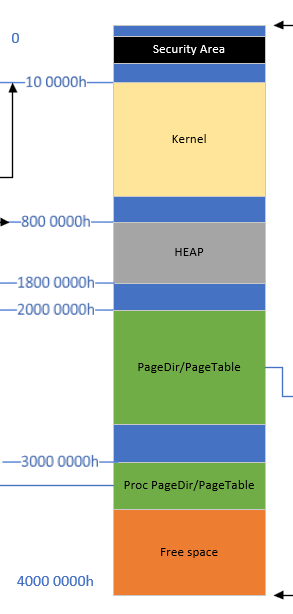 0
Security Area
10 0000h
Kernel
800 0000h
HEAP
1800 0000h
2000 0000h
PageDir/PageTable
3000 0000h
Proc PageDir/PageTable
Free space
4000 0000h